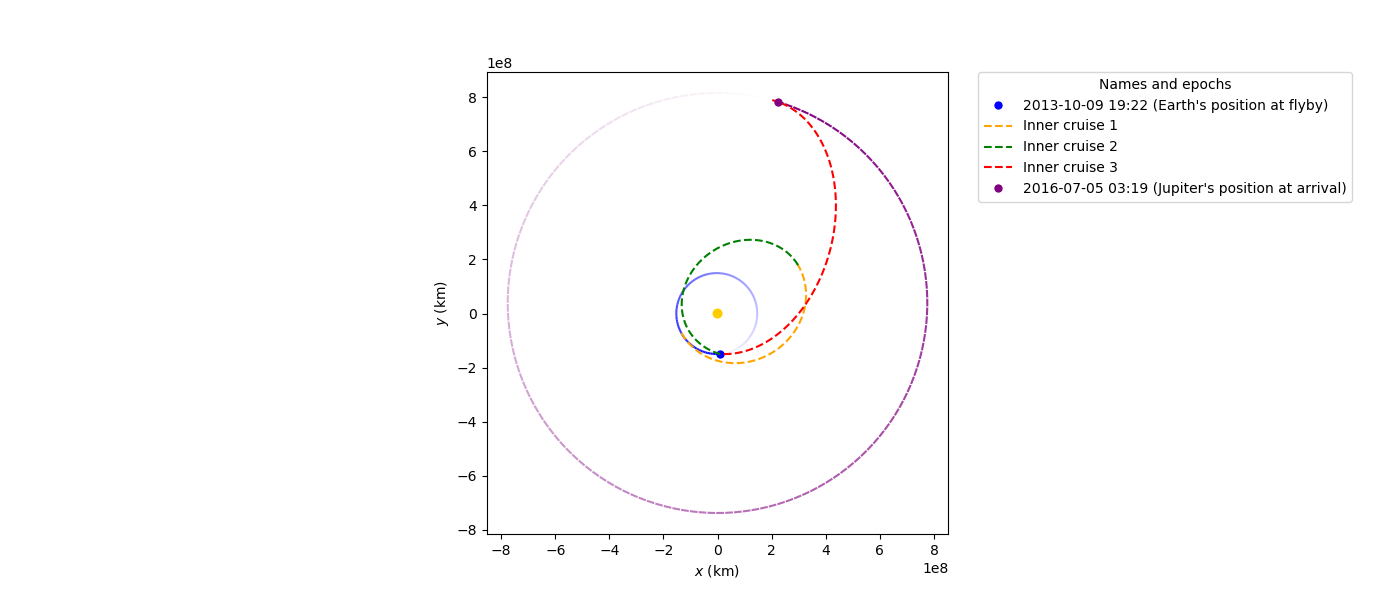 1e8
8
6
4
2
0
−2
−4
−6
−8
y (km)
−8 −6 −4 −2 0 2 4 6 8
1e8
x (km)
Names and epochs
2013-10-09 19:22 (Earth's position at flyby)
Inner cruise 1
Inner cruise 2
Inner cruise 3
2016-07-05 03:19 (Jupiter's position at arrival)